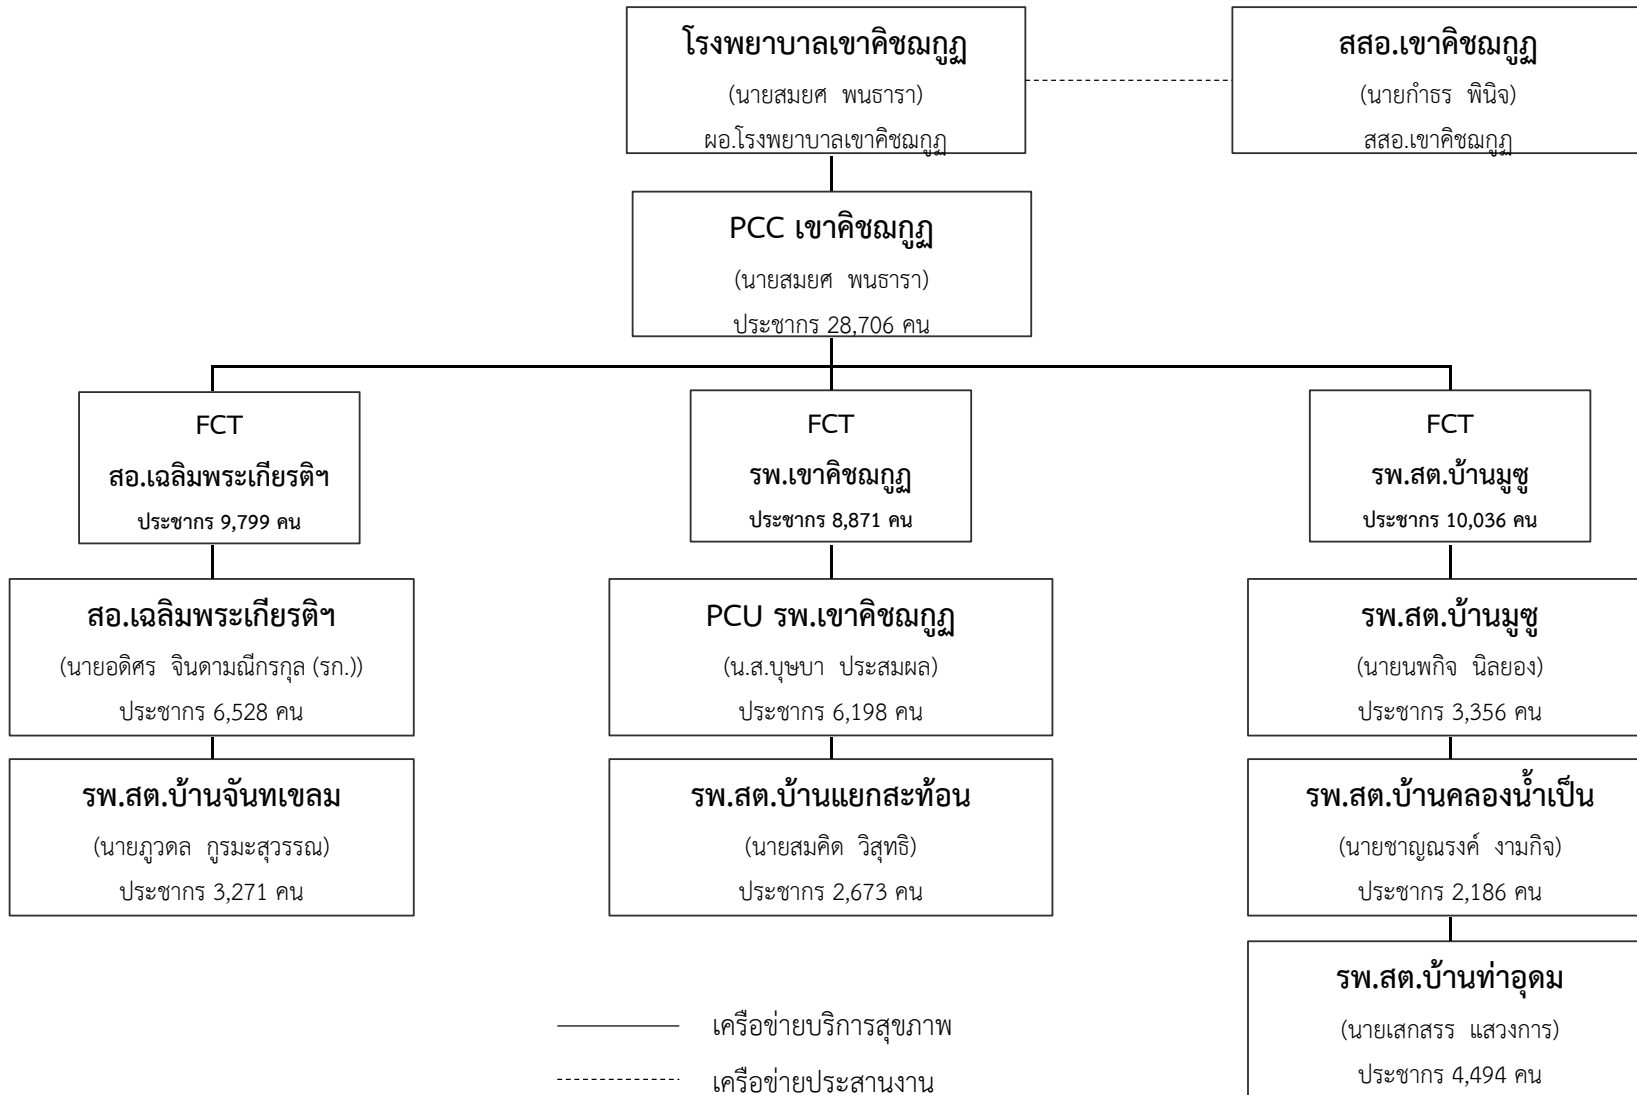 โรงพยาบาลเขาคิชฌกูฏ
(นายสมยศ พนธารา)
ผอ.โรงพยาบาลเขาคิชฌกูฏ
สสอ.เขาคิชฌกูฏ
(นายกำธร พินิจ)
สสอ.เขาคิชฌกูฏ
PCC เขาคิชฌกูฏ
(นายสมยศ พนธารา)
ประชากร 28,706 คน
FCT
สอ.เฉลิมพระเกียรติฯ
ประชากร 9,799 คน
FCT
รพ.เขาคิชฌกูฏ
ประชากร 8,871 คน
FCT
รพ.สต.บ้านมูซู
ประชากร 10,036 คน
สอ.เฉลิมพระเกียรติฯ
(นายอดิศร จินดามณีกรกุล (รก.))
ประชากร 6,528 คน
PCU รพ.เขาคิชฌกูฏ
(น.ส.บุษบา ประสมผล)
ประชากร 6,198 คน
รพ.สต.บ้านมูซู
(นายนพกิจ นิลยอง)
ประชากร 3,356 คน
รพ.สต.บ้านจันทเขลม
(นายภูวดล กูรมะสุวรรณ)
ประชากร 3,271 คน
รพ.สต.บ้านแยกสะท้อน
(นายสมคิด วิสุทธิ)
ประชากร 2,673 คน
รพ.สต.บ้านคลองน้ำเป็น
(นายชาญณรงค์ งามกิจ)
ประชากร 2,186 คน
รพ.สต.บ้านท่าอุดม
(นายเสกสรร แสวงการ)
ประชากร 4,494 คน
เครือข่ายบริการสุขภาพ
เครือข่ายประสานงาน